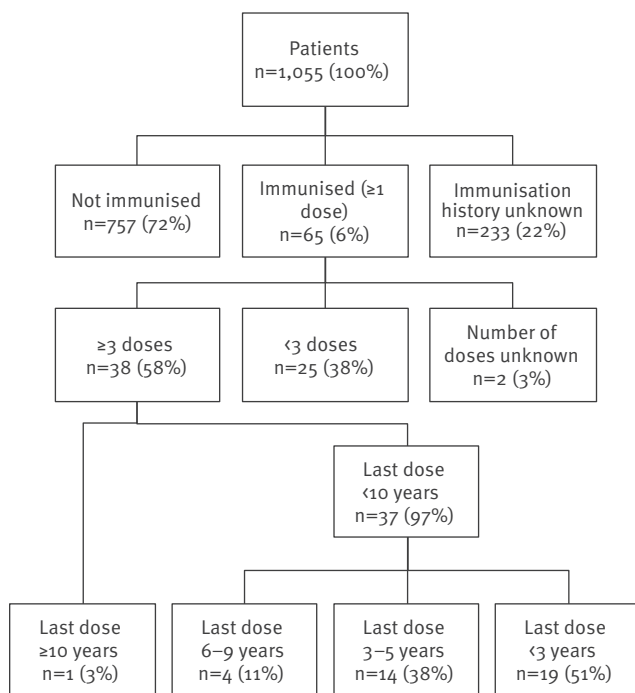 Patients
n=1,055 (100%)
Not immunised
n=757 (72%)
Immunised (≥1
dose)
n=65 (6%)
Immunisation
history unknown
n=233 (22%)
≥3 doses
n=38 (58%)
<3 doses
n=25 (38%)
Number of
doses unknown
n=2 (3%)
Last dose
<10 years
n=37 (97%)
Last dose
≥10 years
n=1 (3%)
Last dose
6–9 years
n=4 (11%)
Last dose
3–5 years
n=14 (38%)
Last dose
<3 years
n=19 (51%)